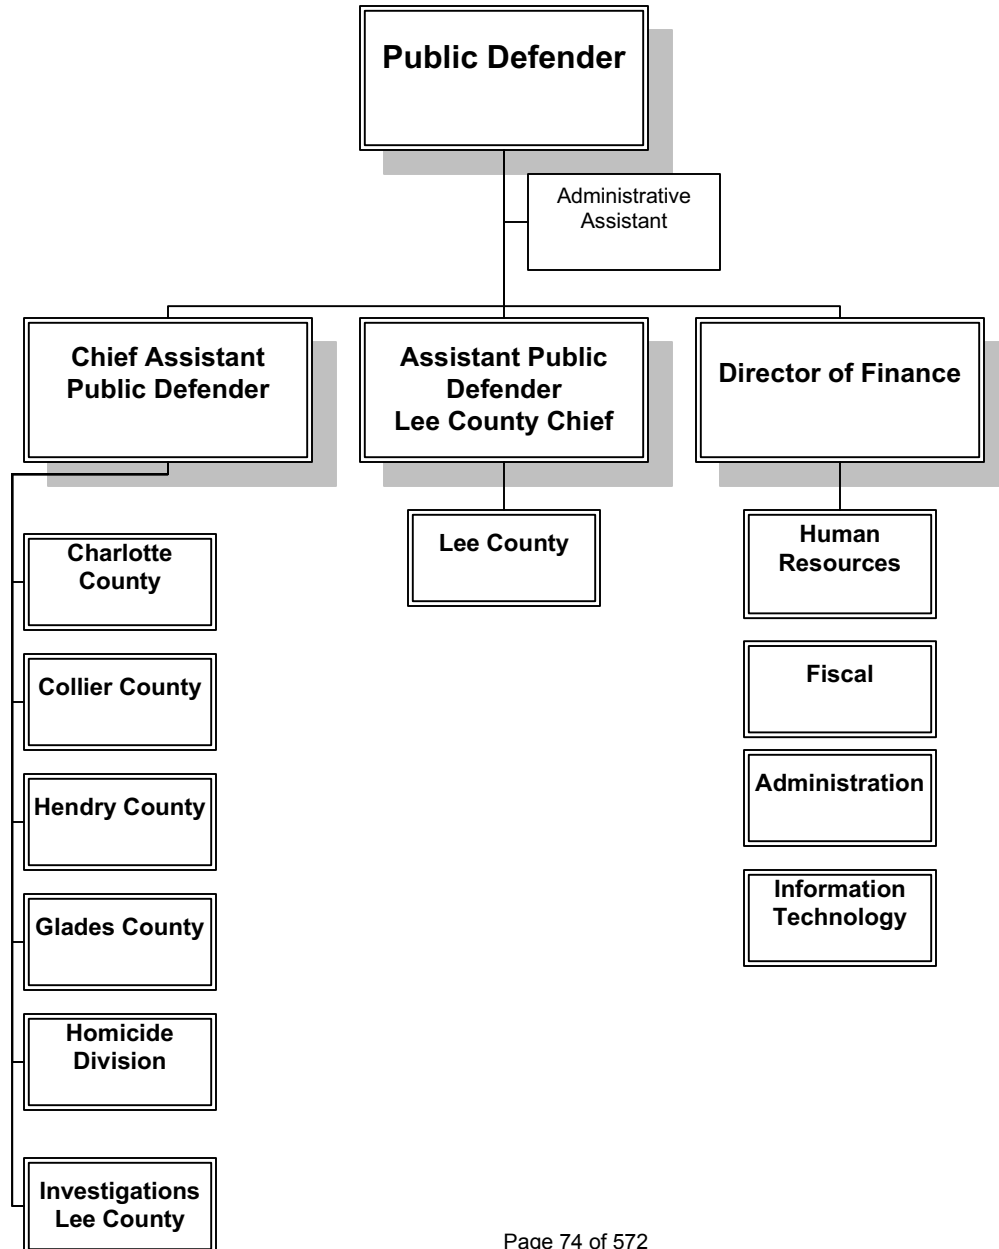 Public Defender
Administrative
Assistant
Chief Assistant
Public Defender
Assistant Public
Defender
Lee County Chief
Director of Finance
Charlotte
County
Collier County
Hendry County
Glades County
Homicide
Division
Investigations
Lee County
Lee County
Human
Resources
Fiscal
Administration
Information
Technology
Page 74 of 572